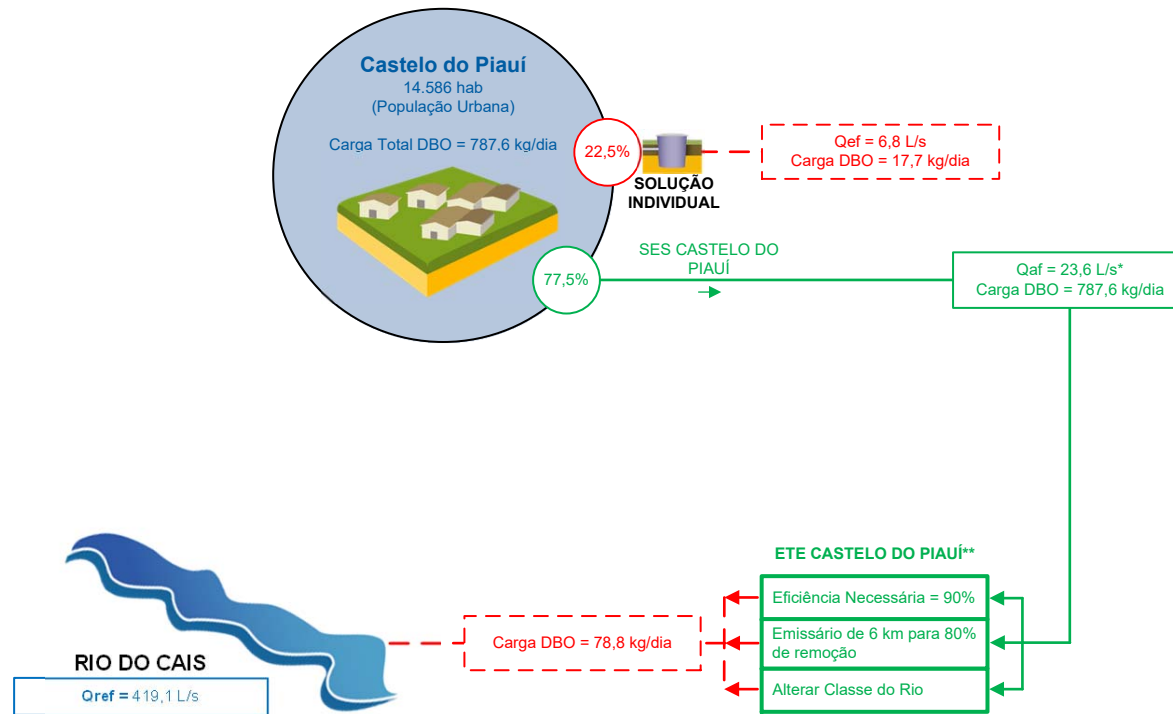 Castelo do Piauí
14.586 hab
(População Urbana)
Carga Total DBO = 787,6 kg/dia
22,5%
SOLUÇÃO
INDIVIDUAL
Qef = 6,8 L/s
Carga DBO = 17,7 kg/dia
77,5%
SES CASTELO DO
PIAUÍ
Qaf = 23,6 L/s*
Carga DBO = 787,6 kg/dia
ETE CASTELO DO PIAUÍ**
Eficiência Necessária = 90%
Emissário de 6 km para 80%
de remoção
Alterar Classe do Rio
Carga DBO = 78,8 kg/dia
RIO DO CAIS
Qref = 419,1 L/s